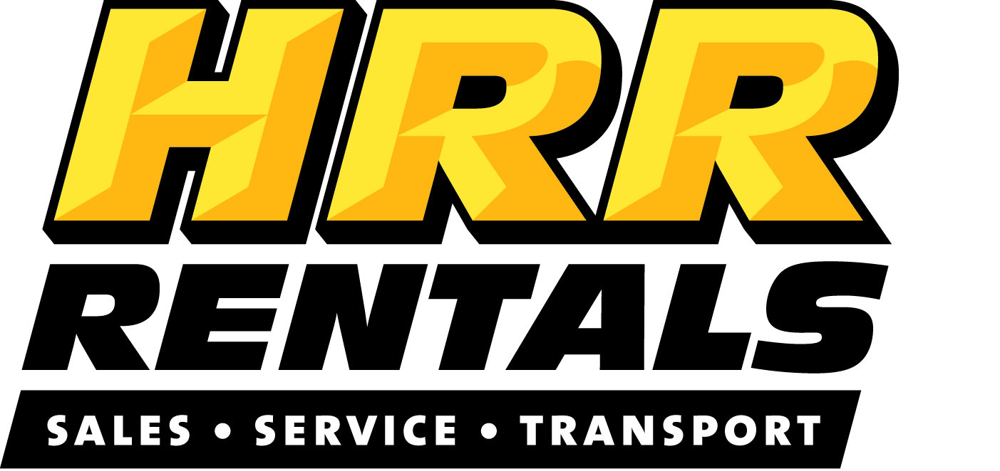 HRR
RENTALS
SALES • SERVICE • TRANSPORT